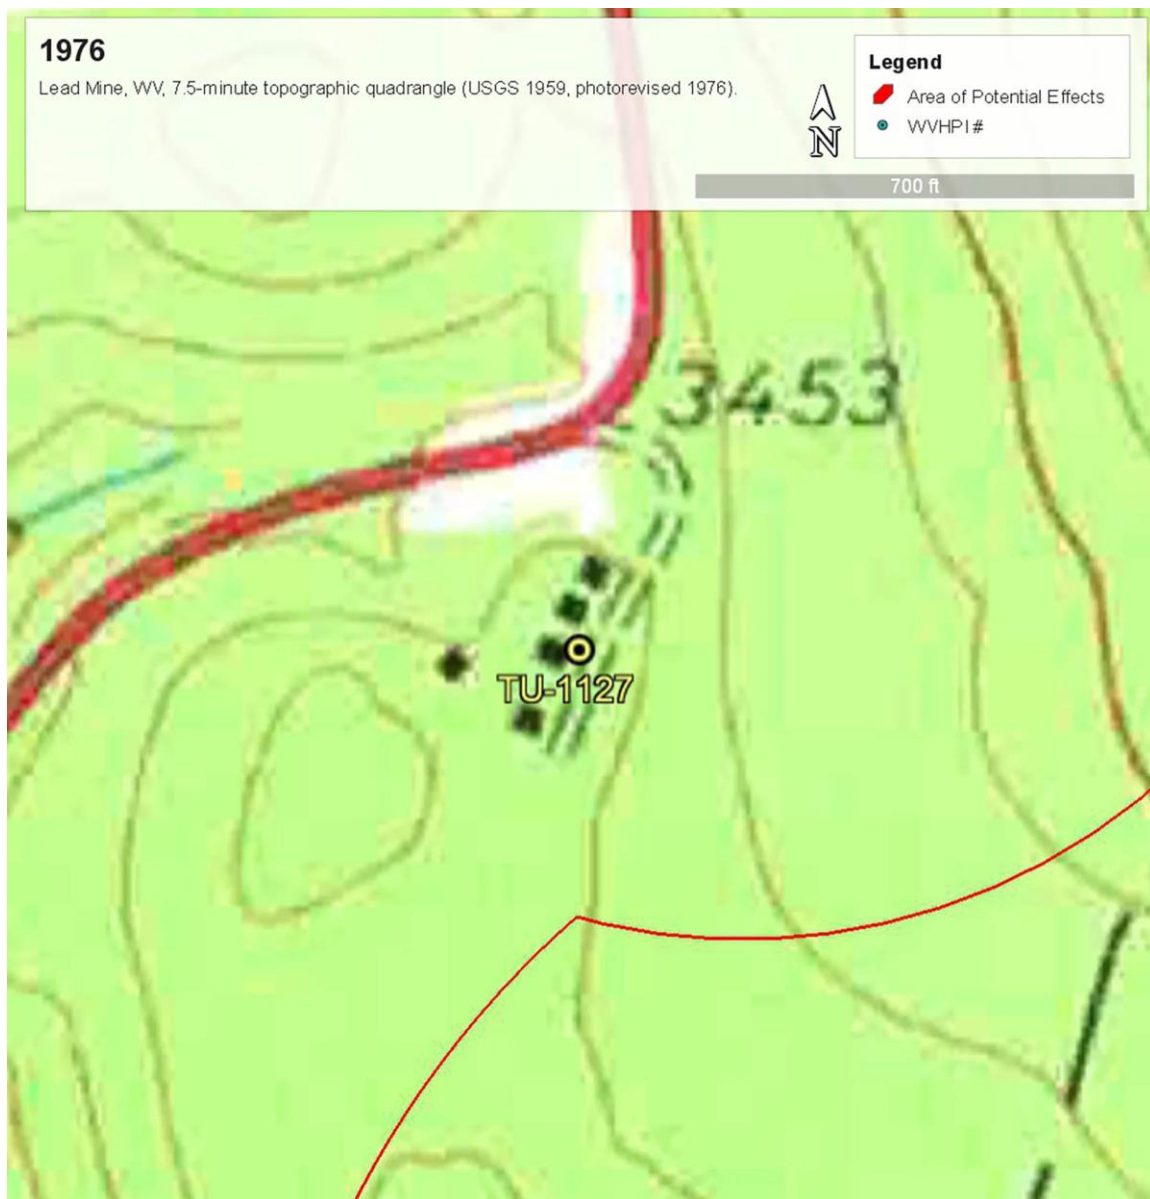 1976
Lead Mine, WV, 7.5-minute topographic quadrangle (USGS 1959, photorevised 1976).
N
Legend
Area of Potential Effects
WVHPI #
700 ft
3453
TU-1127